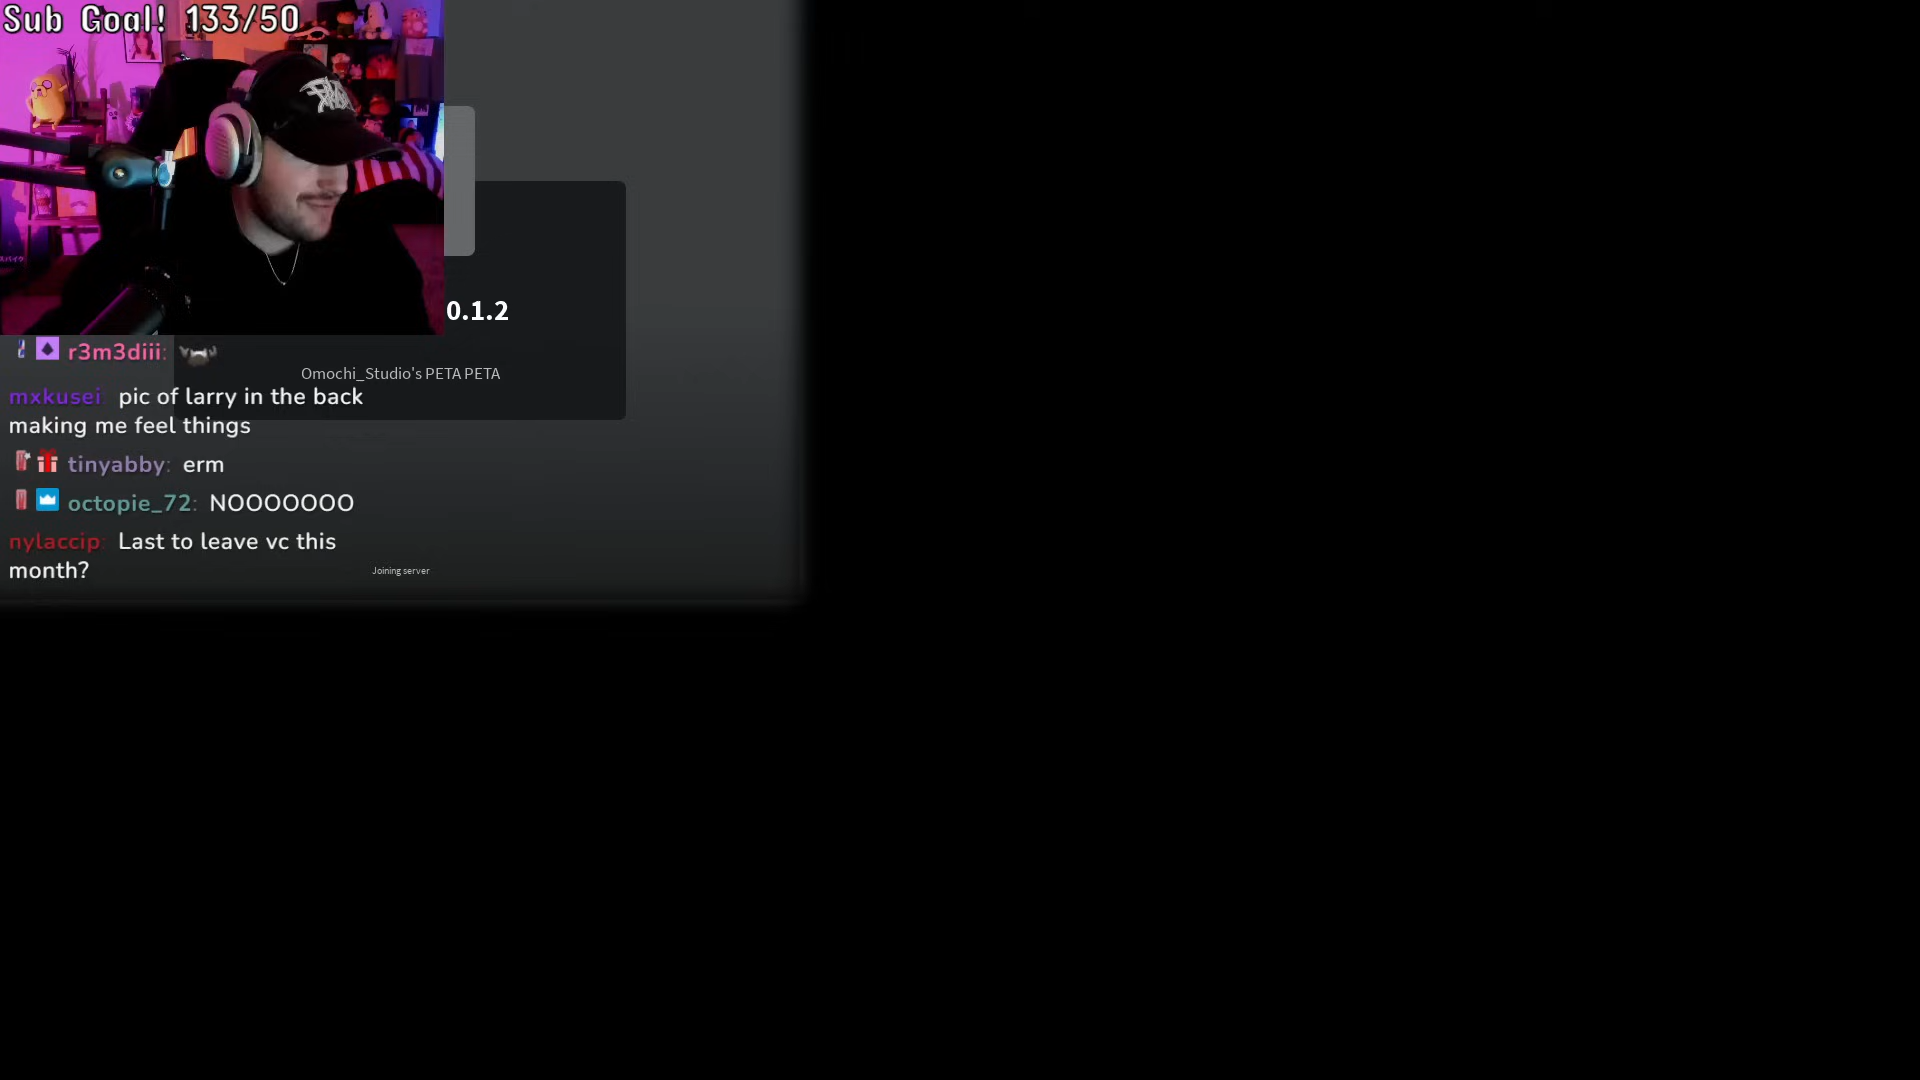 Sub Goal! 133/50
0.1.2
r3m3diii:
Omochi_Studio's PETA PETA
mxkusei: pic of larry in the back
making me feel things
tinyabby: erm
octopie_72: NOOOOOOO
nylaccip: Last to leave vc this
month?
Joining server